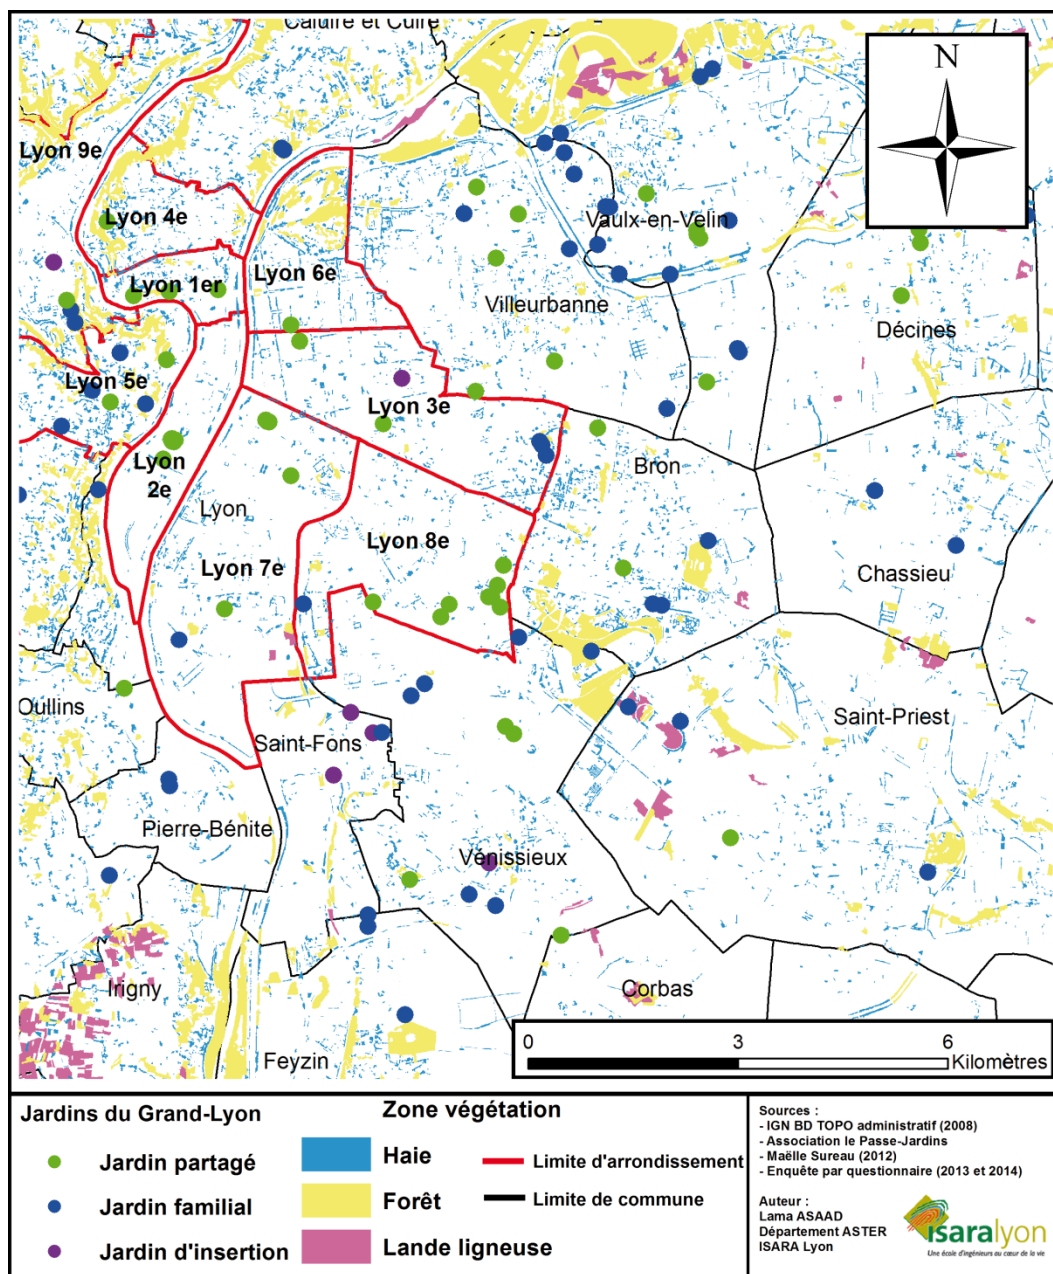 Caluire et Cuire
N
Lyon 9e
Lyon 4e
Vaulx-en-Velin
Lyon 1er
Lyon 6e
Villeurbanne
Décines
Lyon 5e
Lyon 3e
Lyon
2e
Bron
Lyon
Lyon 8e
Lyon 7e
Chassieu
Oullins
Saint-Fons
Saint-Priest
Pierre-Bénite
Vénissieux
Irigny
Corbas
Feyzin
0 3 6
Kilomètres
Jardins du Grand-Lyon
Jardin partagé
Jardin familial
Jardin d'insertion
Zone végétation
Haie
Forêt
Lande ligneuse
Limite d'arrondissement
Limite de commune
Sources :
- IGN BD TOPO administratif (2008)
- Association le Passe-Jardins
- Maëlle Sureau (2012)
- Enquête par questionnaire (2013 et 2014)
Auteur :
Lama ASAAD
Département ASTER
ISARA Lyon
isaralyon
Une école d'ingénieurs au cœur de la vie